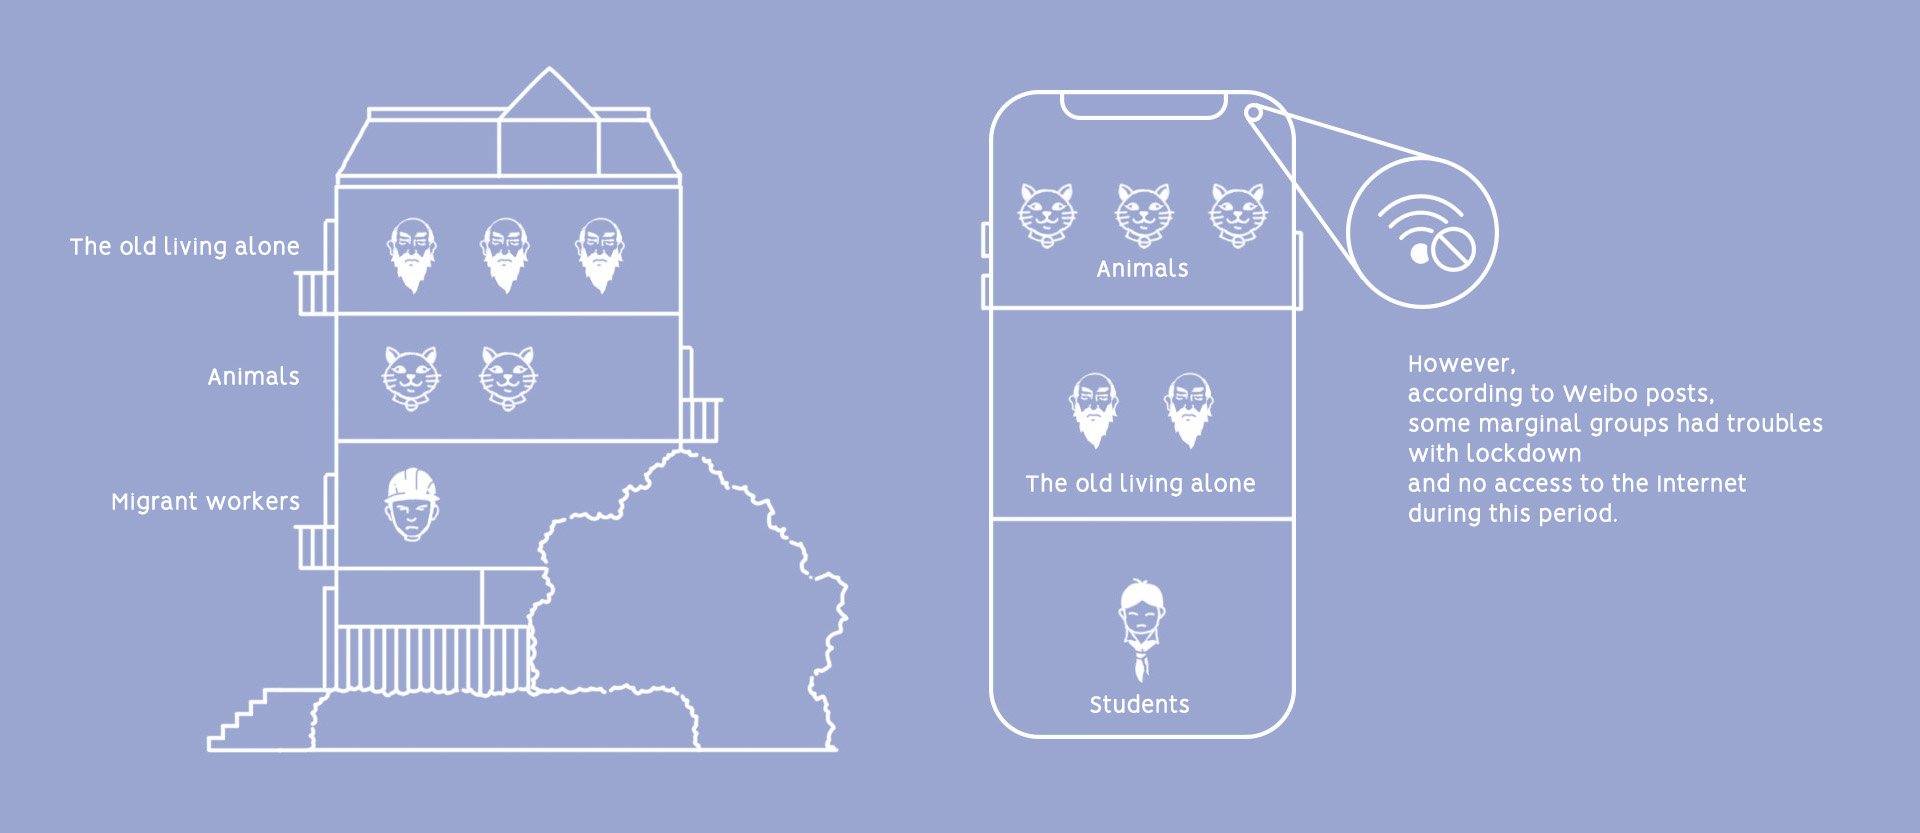 The old living alone
Animals
Migrant workers
Animals
The old living alone
Students
However,
according to Weibo posts,
some marginal groups had troubles
with lockdown
and no access to the Internet
during this period.